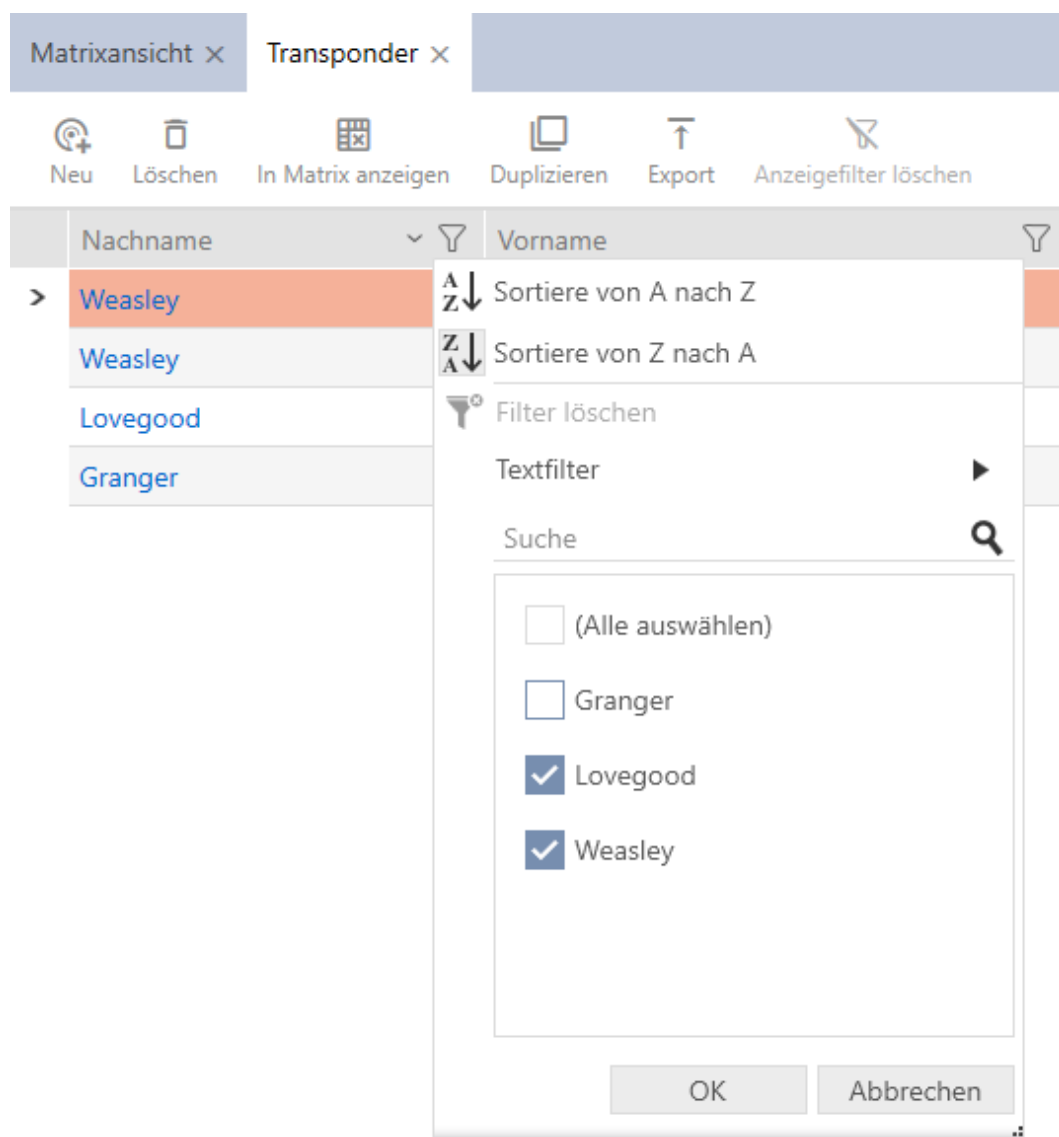 Matrixansicht Transponder
Neu Löschen In Matrix anzeigen Duplizieren Export Anzeigefilter löschen
Nachname Vorname
Weasley
Weasley
Lovegood
Granger
A Z Sortiere von A nach Z
Z A Sortiere von Z nach A
Filter löschen
Textfilter
Suche
(Alle auswählen)
Granger
Lovegood
Weasley
OK Abbrechen